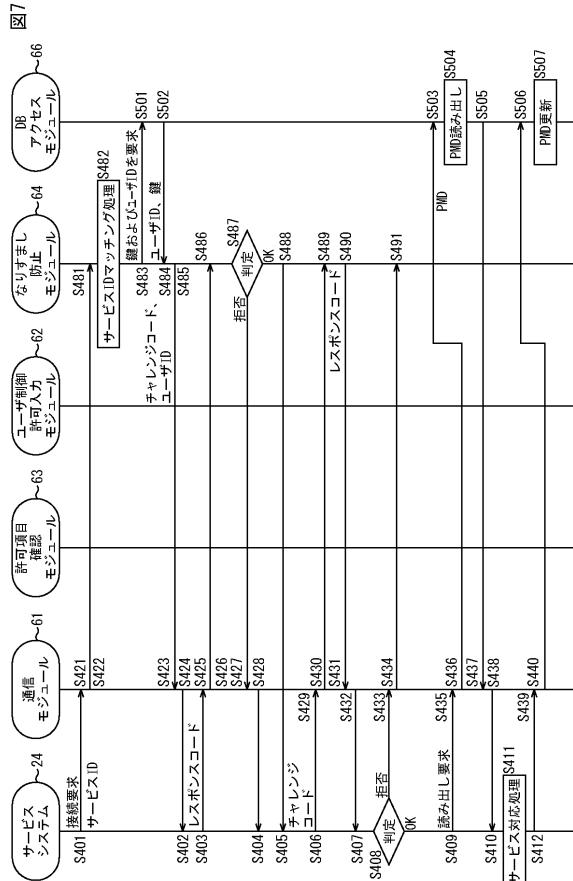 図7
サービス
システム
24
通信
モジュール
61
許可項目
確認
モジュール
63
ユーザ制御
許可入力
モジュール
62
なりすまし
防止
モジュール
64
DB
アクセス
モジュール
66
S401
接続要求
サービスID
S421
S422
S481
サービスIDマッチング処理
S482
S483
鍵およびユーザIDを要求
S501
S484
ユーザID、鍵
S502
チャレンジコード、
ユーザID
S485
S423
S402
S424
S403
レスポンスコード
S425
S426
S486
S427
拒否
判定
S487
OK
S404
S428
S405
S488
S406
チャレンジ
コード
S429
S430
S489
S431
レスポンスコード
S490
S407
S432
S408
判定
拒否
S433
OK
S434
S491
S409
読み出し要求
S435
S436
PMD
S503
PMD読み出し
S504
S437
S505
S410
S438
サービス対応処理
S411
S412
S439
S440
S506
PMD更新
S507